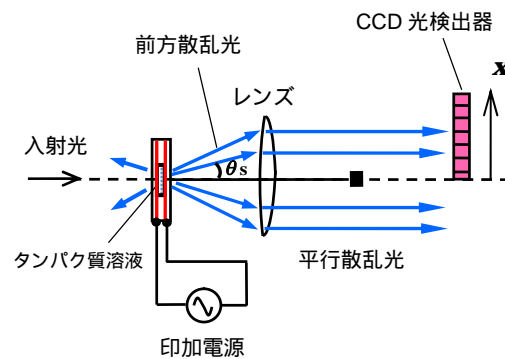 CCD 光検出器
前方散乱光
x
レンズ
入射光
θs
タンパク質溶液
平行散乱光
印加電源